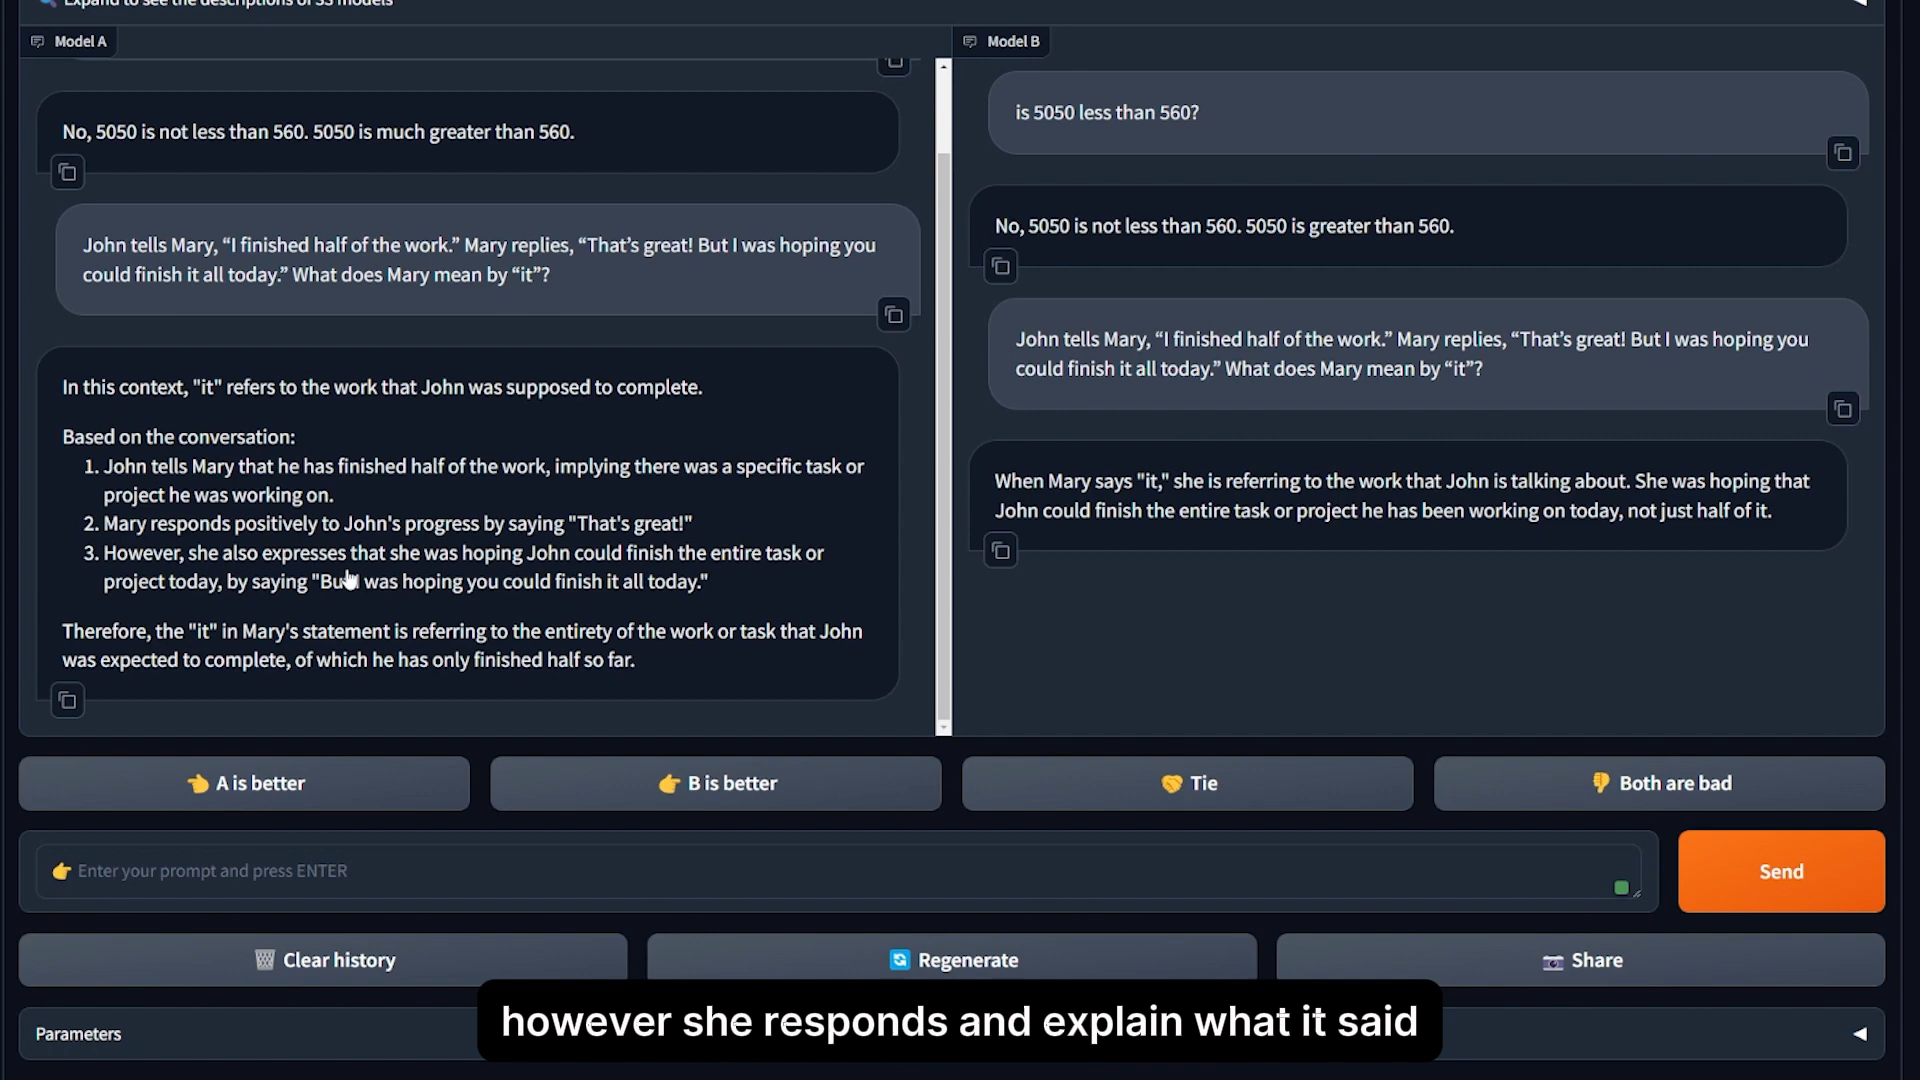 Expand to see the descriptions of 33 models
Model A
No, 5050 is not less than 560. 5050 is much greater than 560.
John tells Mary, “I finished half of the work.” Mary replies, “That’s great! But I was hoping you
could finish it all today.” What does Mary mean by “it”?
In this context, "it" refers to the work that John was supposed to complete.
Based on the conversation:
1. John tells Mary that he has finished half of the work, implying there was a specific task or
project he was working on.
2. Mary responds positively to John's progress by saying "That's great!"
3. However, she also expresses that she was hoping John could finish the entire task or
project today, by saying "But I was hoping you could finish it all today."
Therefore, the "it" in Mary's statement is referring to the entirety of the work or task that John
was expected to complete, of which he has only finished half so far.
Model B
is 5050 less than 560?
No, 5050 is not less than 560. 5050 is greater than 560.
John tells Mary, “I finished half of the work.” Mary replies, “That’s great! But I was hoping you
could finish it all today.” What does Mary mean by “it”?
When Mary says "it," she is referring to the work that John is talking about. She was hoping that
John could finish the entire task or project he has been working on today, not just half of it.
👈 A is better
👉 B is better
🤝 Tie
👎 Both are bad
👉 Enter your prompt and press ENTER
Send
🗑️ Clear history
🔄 Regenerate
📷 Share
Parameters
however she responds and explain what it said